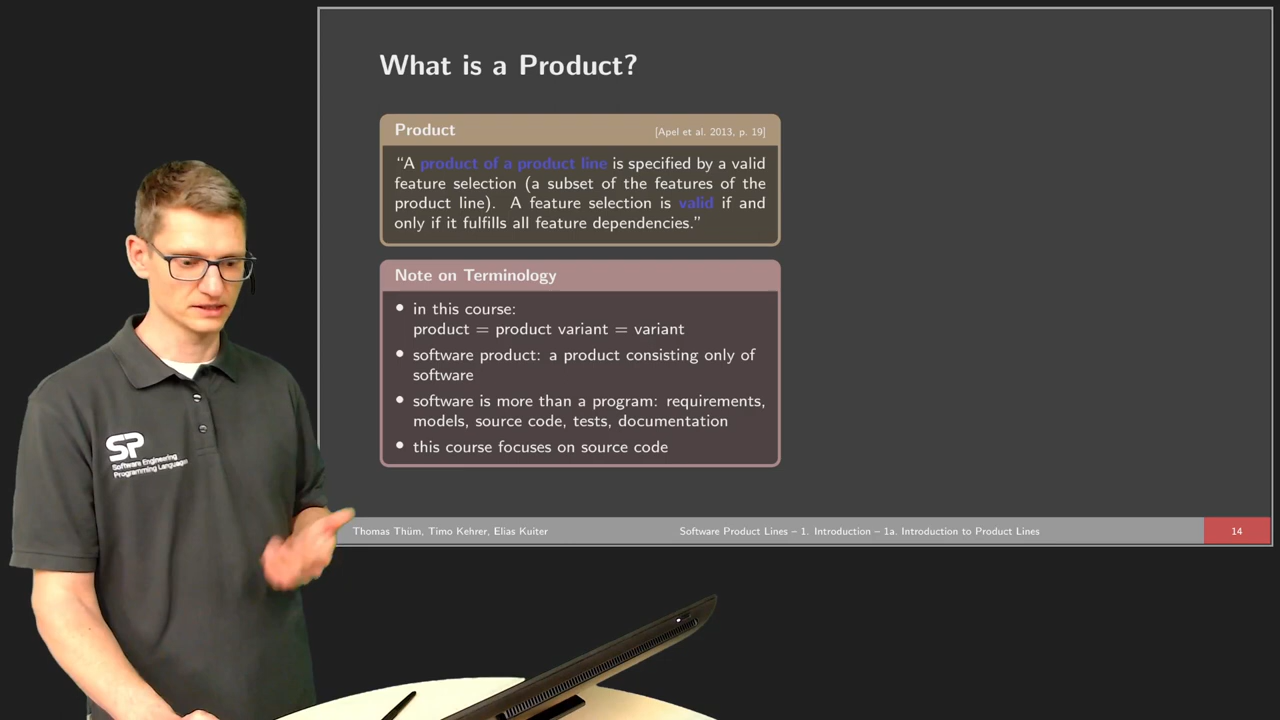 What is a Product?
Product
[Apel et al. 2013, p. 19]
“A product of a product line is specified by a valid
feature selection (a subset of the features of the
product line). A feature selection is valid if and
only if it fulfills all feature dependencies.”
Note on Terminology
• in this course:
product = product variant = variant
• software product: a product consisting only of
software
• software is more than a program: requirements,
models, source code, tests, documentation
• this course focuses on source code
SP
Software Engineering
Programming Languages
Thomas Thüm, Timo Kehrer, Elias Kuiter
Software Product Lines – 1. Introduction – 1a. Introduction to Product Lines
14